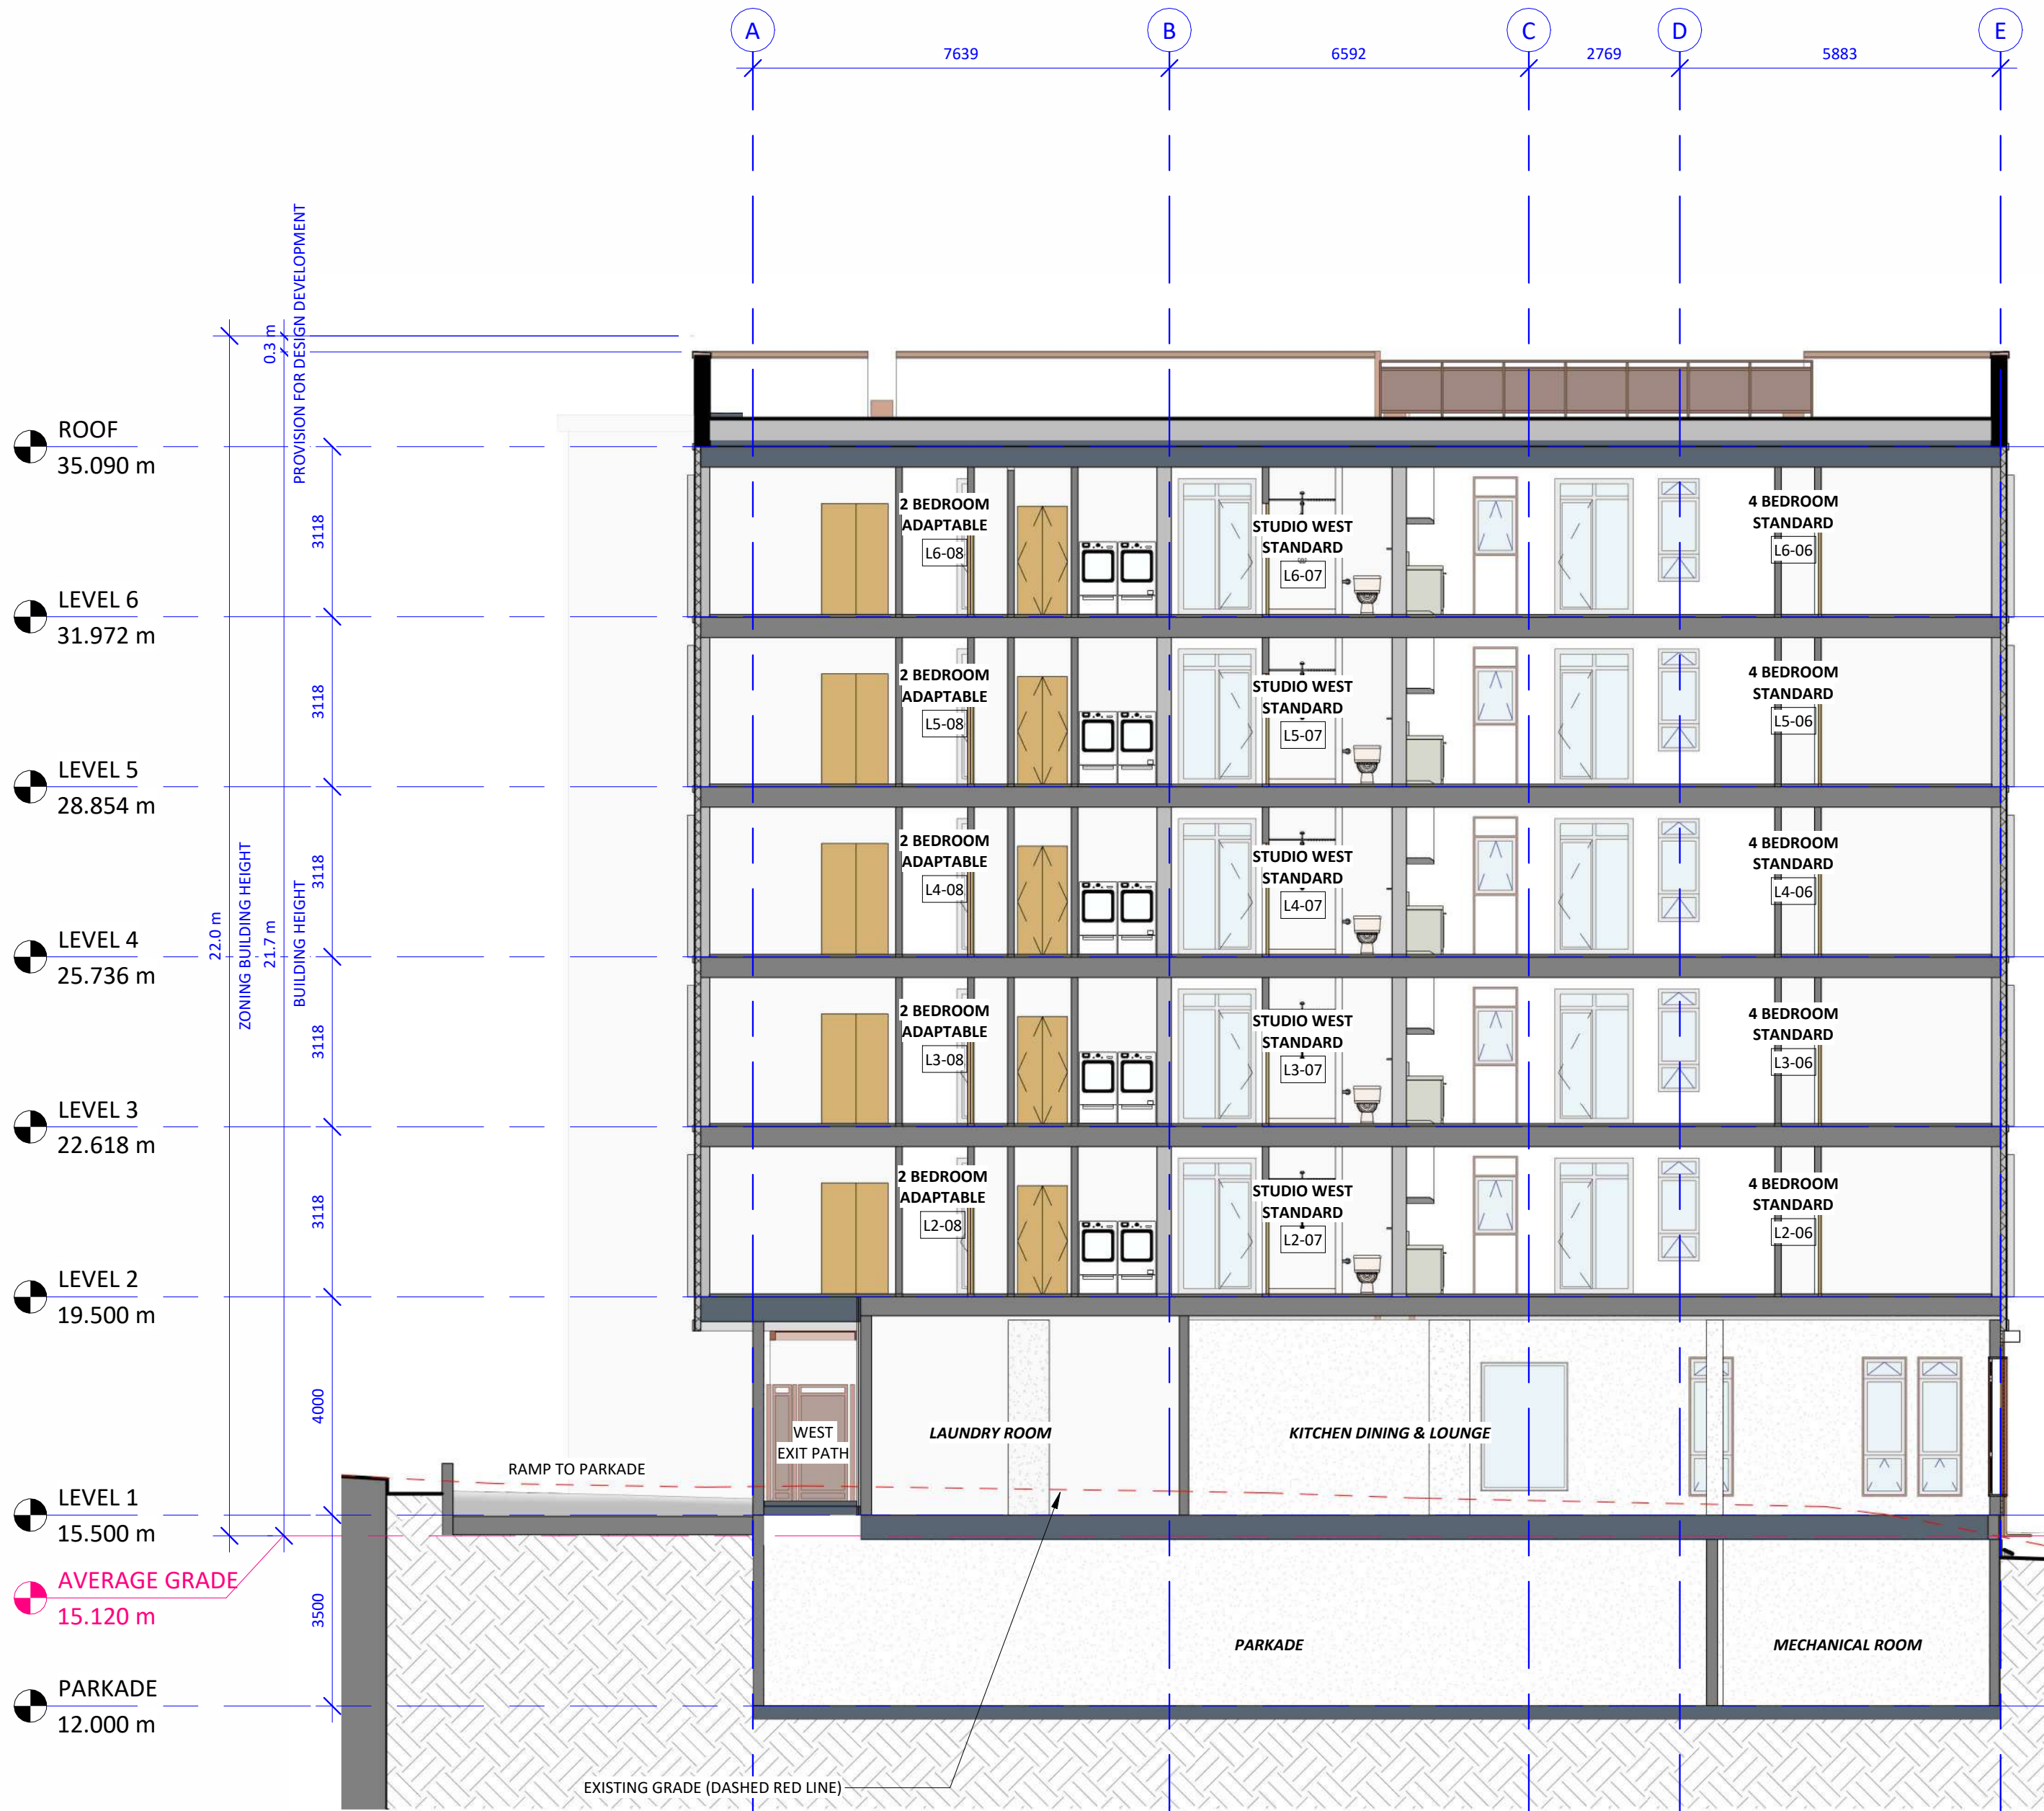 A
B
C
D
E
7639
6592
2769
5883
PROVISION FOR DESIGN DEVELOPMENT
0.3 m
ROOF
35.090 m
3118
2 BEDROOM
ADAPTABLE
L6-08
STUDIO WEST
STANDARD
L6-07
4 BEDROOM
STANDARD
L6-06
LEVEL 6
31.972 m
3118
2 BEDROOM
ADAPTABLE
L5-08
STUDIO WEST
STANDARD
L5-07
4 BEDROOM
STANDARD
L5-06
LEVEL 5
28.854 m
3118
2 BEDROOM
ADAPTABLE
L4-08
STUDIO WEST
STANDARD
L4-07
4 BEDROOM
STANDARD
L4-06
22.0 m
ZONING BUILDING HEIGHT
21.7 m
BUILDING HEIGHT
LEVEL 4
25.736 m
3118
2 BEDROOM
ADAPTABLE
L3-08
STUDIO WEST
STANDARD
L3-07
4 BEDROOM
STANDARD
L3-06
LEVEL 3
22.618 m
3118
2 BEDROOM
ADAPTABLE
L2-08
STUDIO WEST
STANDARD
L2-07
4 BEDROOM
STANDARD
L2-06
LEVEL 2
19.500 m
4000
WEST
EXIT PATH
LAUNDRY ROOM
KITCHEN DINING & LOUNGE
RAMP TO PARKADE
LEVEL 1
15.500 m
AVERAGE GRADE
15.120 m
3500
PARKADE
MECHANICAL ROOM
PARKADE
12.000 m
EXISTING GRADE (DASHED RED LINE)